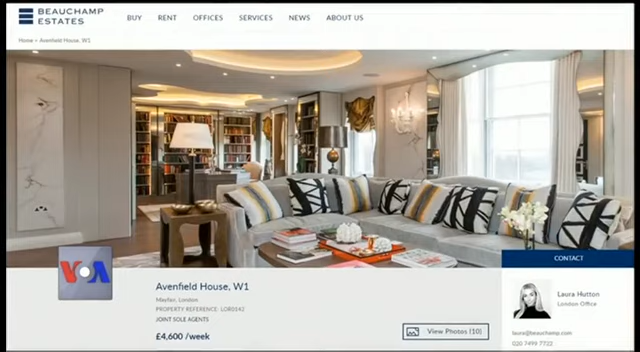 BEAUCHAMP
ESTATES
BUY RENT OFFICES SERVICES NEWS ABOUT US
Home > Avenfield House, W1
CONTACT
VOA
Avenfield House, W1
Mayfair, London
PROPERTY REFERENCE: LOR0142
JOINT SOLE AGENTS
£4,600 /week
View Photos (10)
Laura Hutton
London Office
laura@beauchamp.com
020 7499 7722